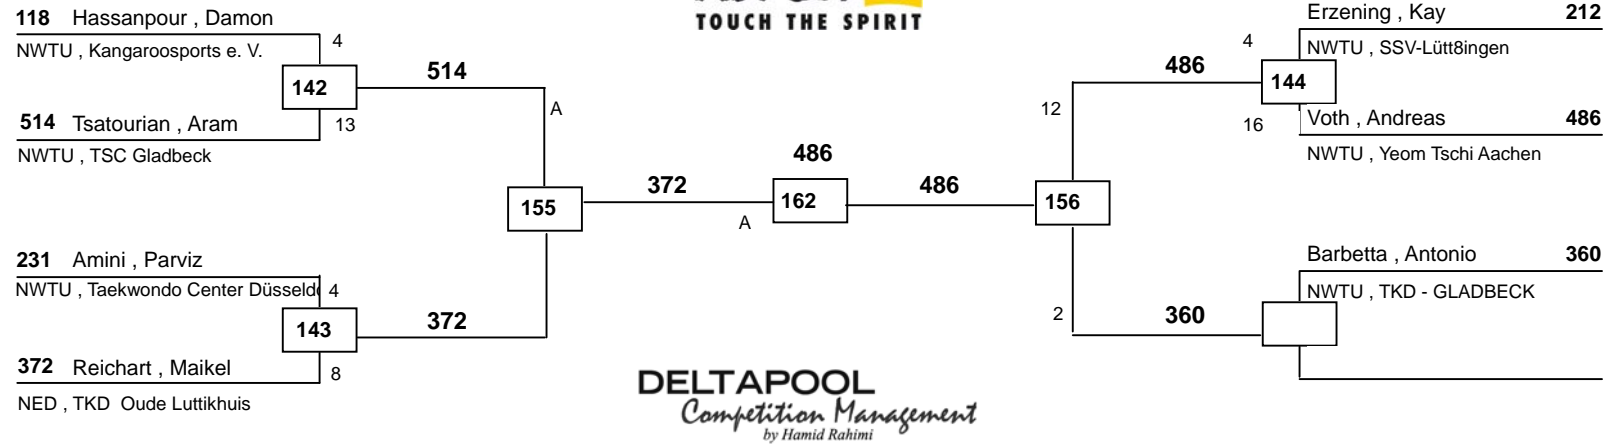 TOUCH THE SPIRIT
118 Hassanpour , Damon
4
NWTU , Kangaroosports e. V.
142
514
514 Tsatourian , Aram
13
NWTU , TSC Gladbeck
A
155
372
A
231 Amini , Parviz
NWTU , Taekwondo Center Düsseld
4
143
372
372 Reichart , Maikel
8
NED , TKD Oude Luttikhuis
486
162
486
156
Erzening , Kay 212
4
NWTU , SSV-Lütt8ingen
486
144
12
16
Voth , Andreas 486
NWTU , Yeom Tschi Aachen
Barbetta , Antonio 360
NWTU , TKD - GLADBECK
2
360
DELTAPOOL
Competition Management
by Hamid Rahimi